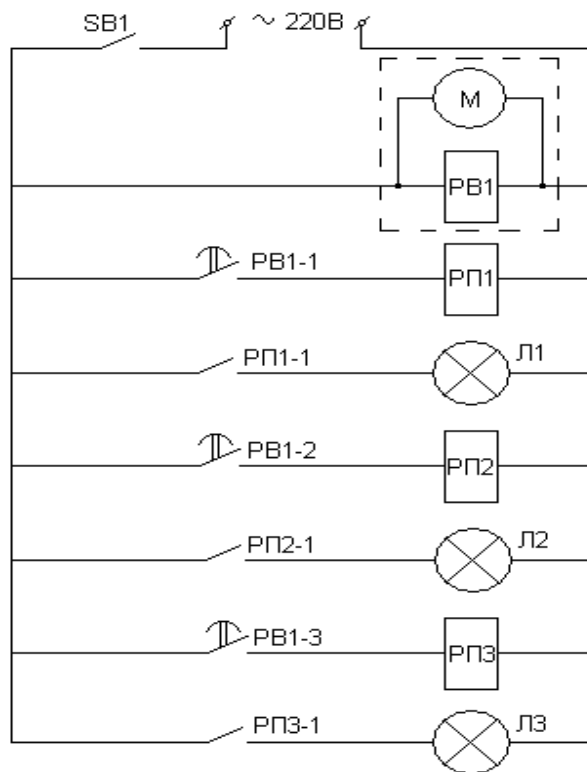 SB1
~ 220В
М
РВ1
РВ1-1
РП1
РП1-1
Л1
РВ1-2
РП2
РП2-1
Л2
РВ1-3
РП3
РП3-1
Л3